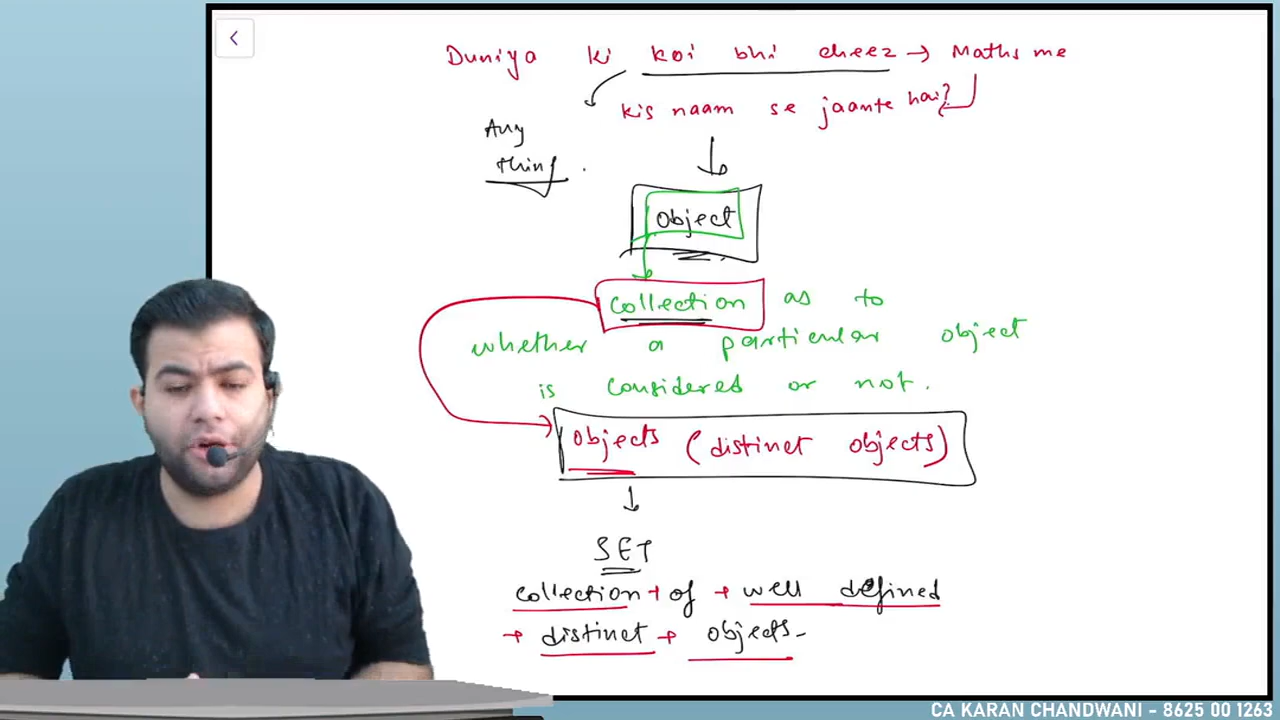 Duniya ki koi bhi cheez → Maths me
kis naam se jaante hai?
Any
thing.
object
collection as to
whether a particular object
is considered or not.
objects (distinct objects)
SET
collection + of + well defined
+ distinct + objects-
CA KARAN CHANDWANI - 8625 00 1263